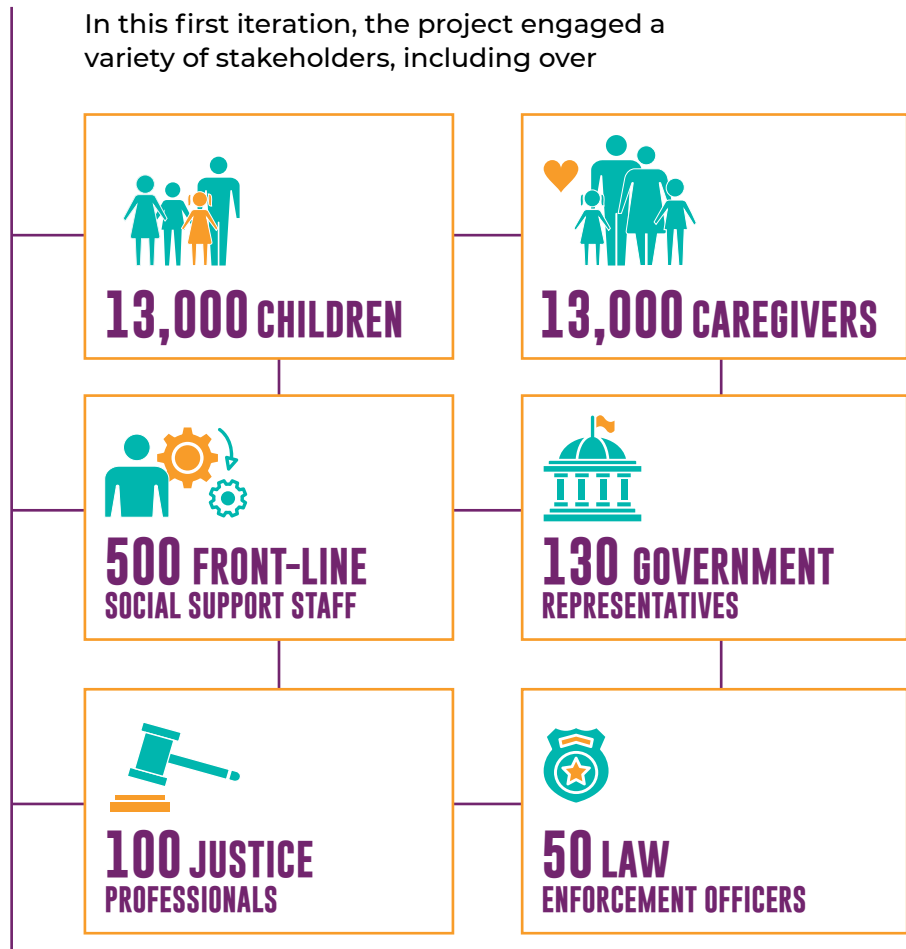 In this first iteration, the project engaged a
variety of stakeholders, including over
13,000 CHILDREN
13,000 CAREGIVERS
500 FRONT-LINE
SOCIAL SUPPORT STAFF
130 GOVERNMENT
REPRESENTATIVES
100 JUSTICE
PROFESSIONALS
50 LAW
ENFORCEMENT OFFICERS